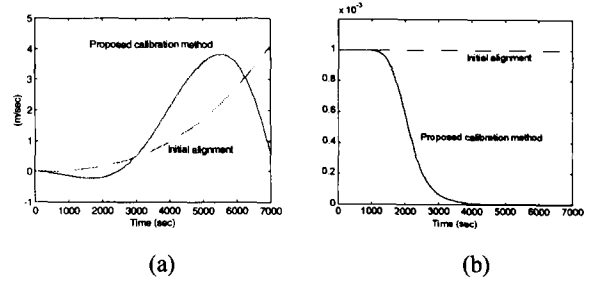 5
4
3
2
1
0
-1
(m/sec)
Proposed calibration method
Initial alignment
0 1000 2000 3000 4000 5000 6000 7000
Time (sec)
(a)
x 10⁻³
1
0.8
0.6
0.4
0.2
0
Initial alignment
Proposed calibration method
0 1000 2000 3000 4000 5000 6000 7000
Time (sec)
(b)